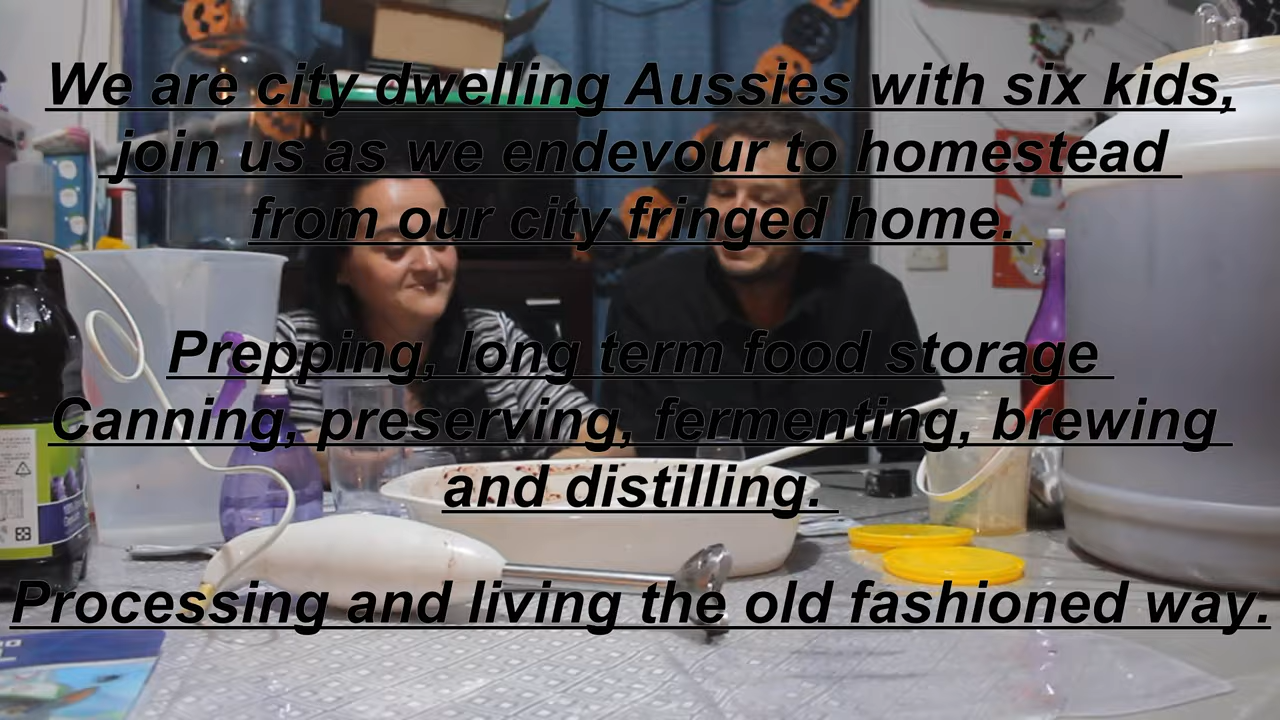 We are city dwelling Aussies with six kids,
join us as we endevour to homestead
from our city fringed home.
Prepping, long term food storage
Canning, preserving, fermenting, brewing
and distilling.
Processing and living the old fashioned way.